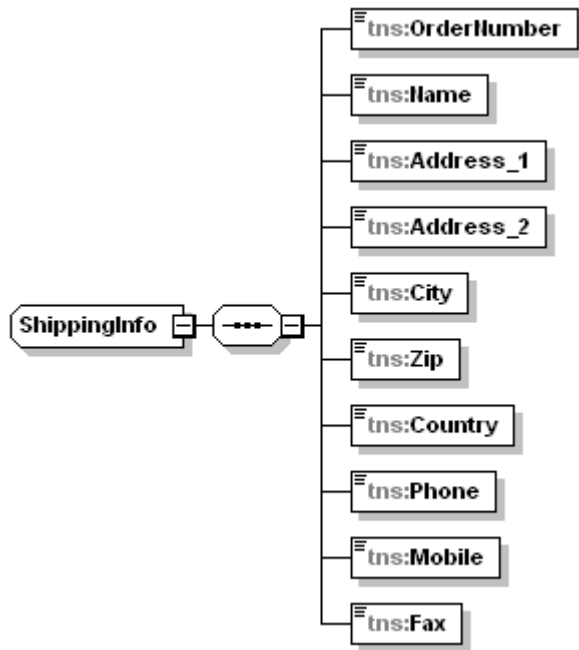 tns:OrderNumber
tns:Name
tns:Address_1
tns:Address_2
tns:City
ShippingInfo
tns:Zip
tns:Country
tns:Phone
tns:Mobile
tns:Fax